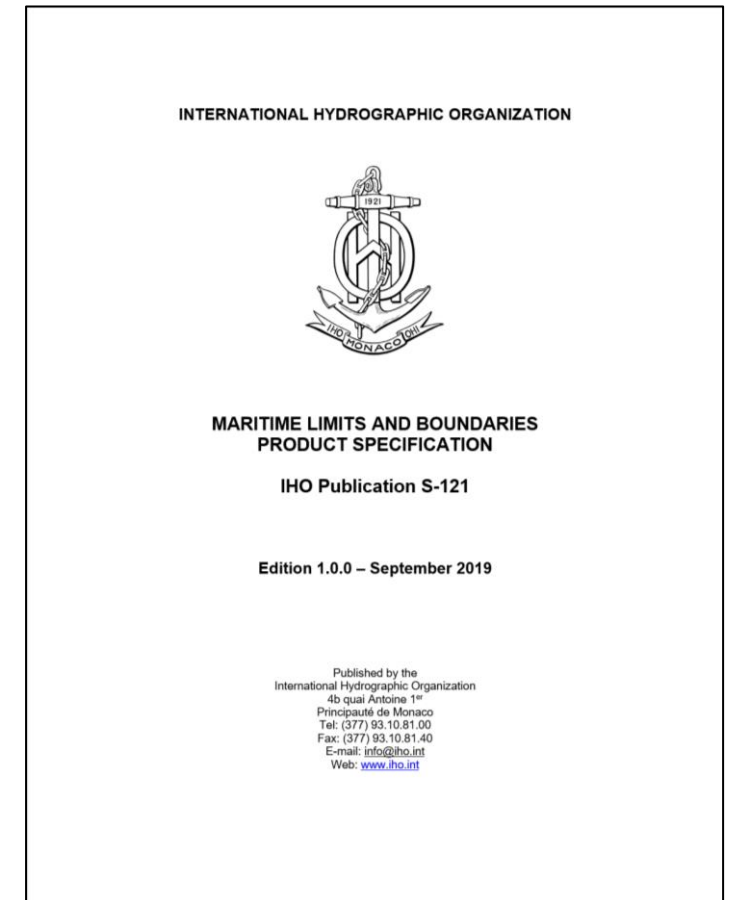 INTERNATIONAL HYDROGRAPHIC ORGANIZATION
1921
IHO MONACO OHI
MARITIME LIMITS AND BOUNDARIES
PRODUCT SPECIFICATION
IHO Publication S-121
Edition 1.0.0 – September 2019
Published by the
International Hydrographic Organization
4b quai Antoine 1er
Principauté de Monaco
Tel: (377) 93.10.81.00
Fax: (377) 93.10.81.40
E-mail: info@iho.int
Web: www.iho.int